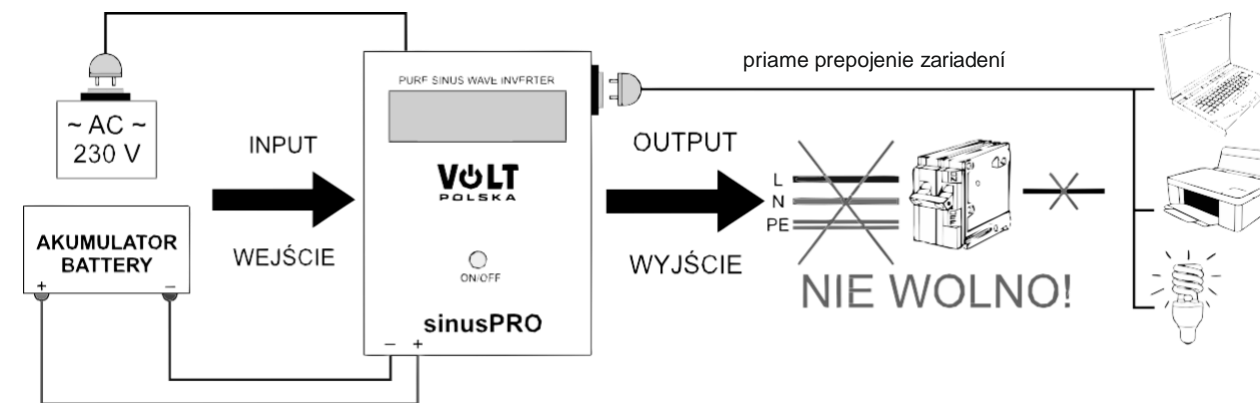 ~ AC ~
230 V
AKUMULATOR
BATTERY
+ −
INPUT
WEJŚCIE
PURE SINUS WAVE INVERTER
VOLT
POLSKA
ON/OFF
sinusPRO
− +
priame prepojenie zariadení
OUTPUT
WYJŚCIE
L
N
PE
NIE WOLNO!